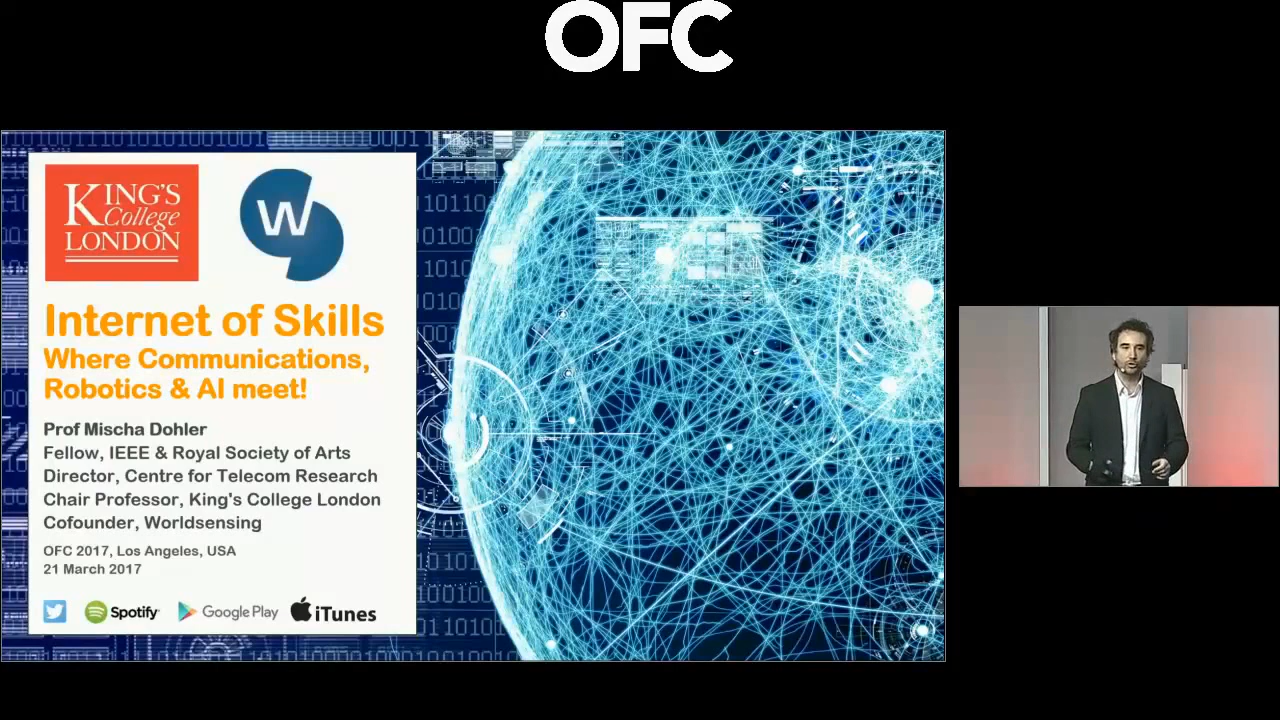 OFC
KING'S
College
LONDON
W
Internet of Skills
Where Communications,
Robotics & AI meet!
Prof Mischa Dohler
Fellow, IEEE & Royal Society of Arts
Director, Centre for Telecom Research
Chair Professor, King's College London
Cofounder, Worldsensing
OFC 2017, Los Angeles, USA
21 March 2017
Spotify
Google Play
iTunes